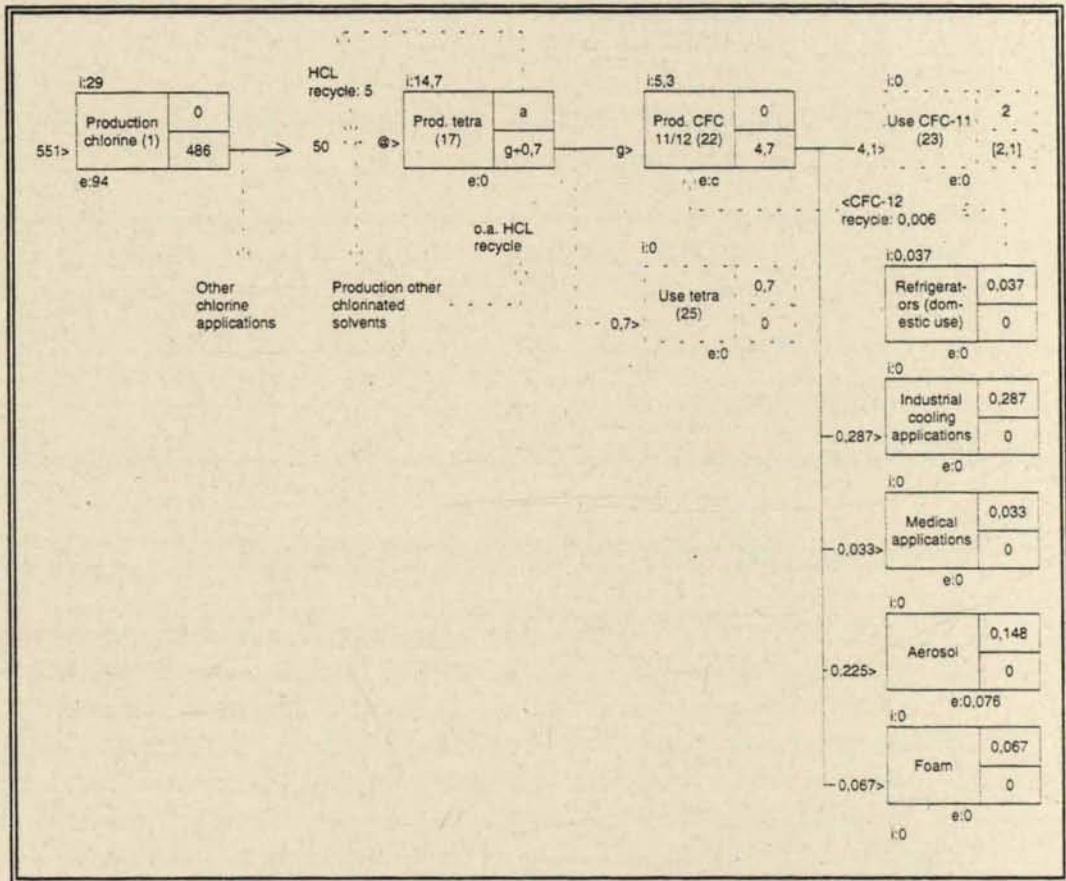 i:29
551>
Production
chlorine (1)
0
486
e:94
HCL
recycle: 5
50
@>
i:14,7
Prod. tetra
(17)
a
g+0,7
e:0
g>
i:5,3
Prod. CFC
11/12 (22)
0
4,7
e:c
4,1>
i:0
Use CFC-11
(23)
2
[2,1]
e:0
<CFC-12
recycle: 0,006
Other
chlorine
applications
Production other
chlorinated
solvents
o.a. HCL
recycle
0,7>
i:0
Use tetra
(25)
0,7
0
e:0
i:0,037
Refrigerat-
ors (dom-
estic use)
0,037
0
e:0
i:0
0,287>
Industrial
cooling
applications
0,287
0
e:0
i:0
0,033>
Medical
applications
0,033
0
e:0
i:0
0,225>
Aerosol
0,148
0
e:0,076
i:0
0,067>
Foam
0,067
0
e:0
i:0